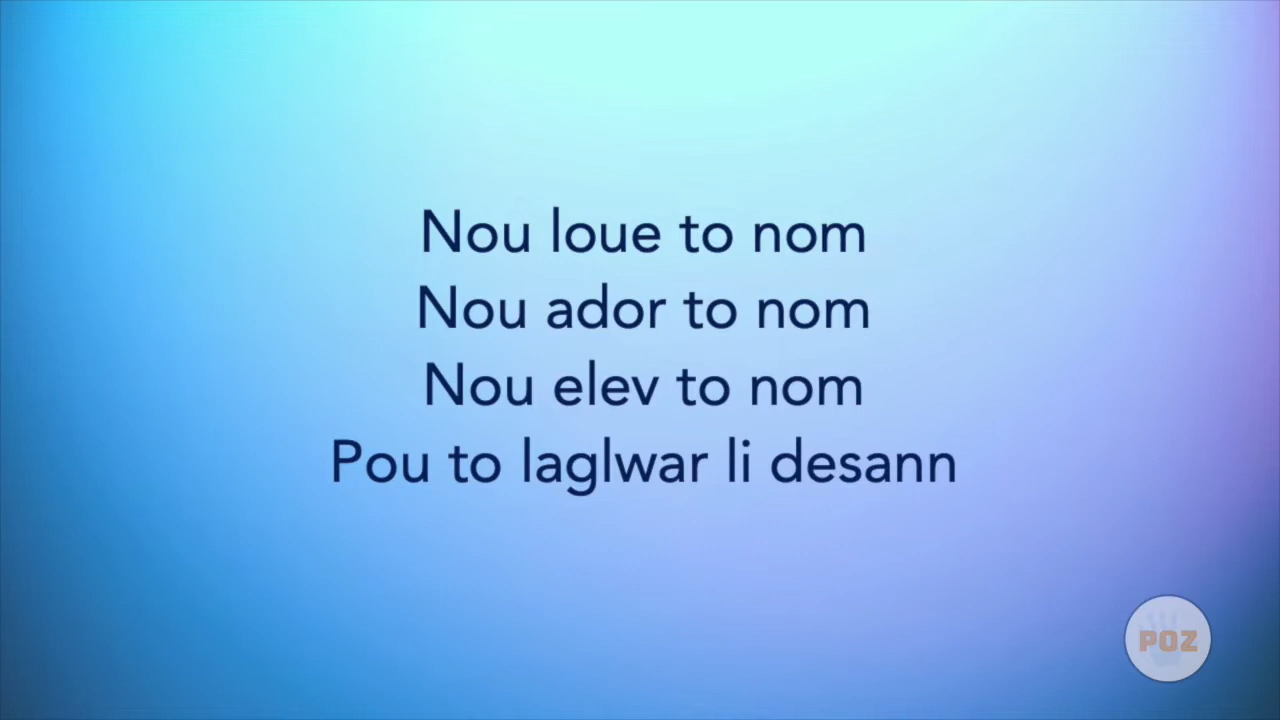 Nou loue to nom
Nou ador to nom
Nou elev to nom
Pou to laglwar li desann
POZ